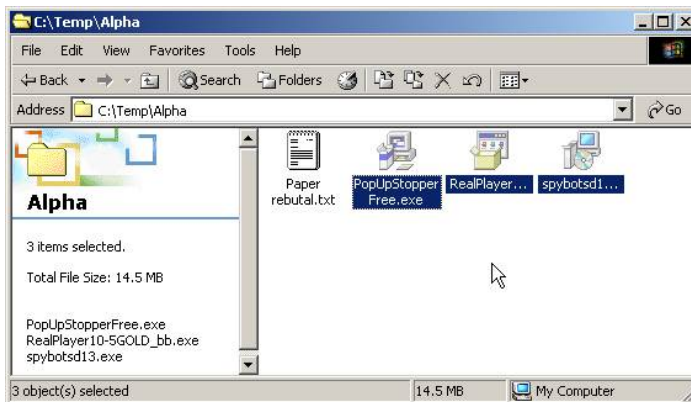 C:\Temp\Alpha
File Edit View Favorites Tools Help
Back Search Folders
Address C:\Temp\Alpha Go
Alpha
3 items selected.
Total File Size: 14.5 MB
PopUpStopperFree.exe
RealPlayer10-5GOLD_bb.exe
spybotsd13.exe
Paper
rebutal.txt
PopUpStopper
Free.exe
RealPlayer...
spybotsd1...
3 object(s) selected 14.5 MB My Computer